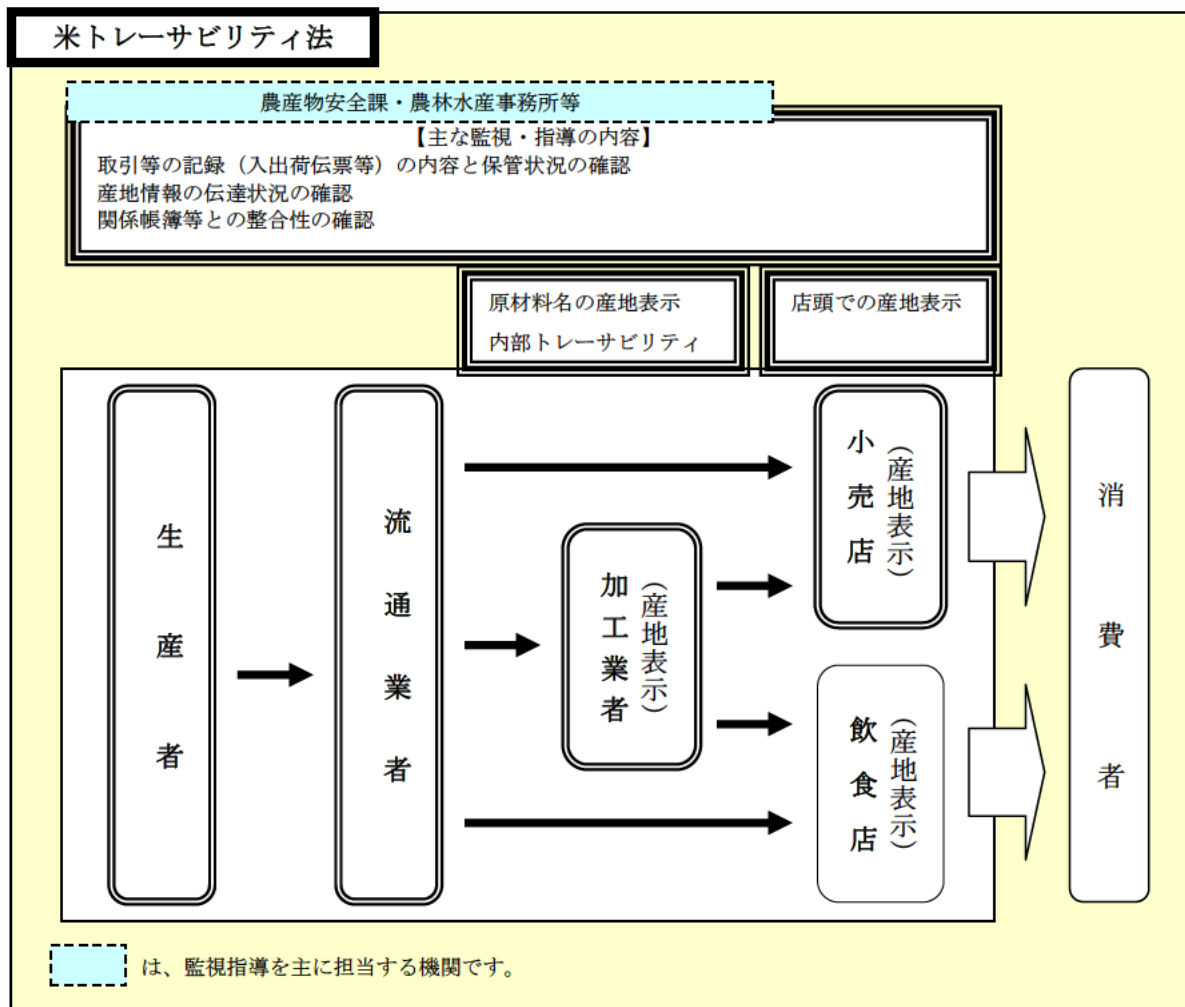 米トレーサビリティ法
農産物安全課・農林水産事務所等
【主な監視・指導の内容】
取引等の記録（入出荷伝票等）の内容と保管状況の確認
産地情報の伝達状況の確認
関係帳簿等との整合性の確認
原材料名の産地表示
内部トレーサビリティ
店頭での産地表示
生産者
流通業者
加工業者
（産地表示）
小売店
（産地表示）
飲食店
（産地表示）
消費者
は、監視指導を主に担当する機関です。